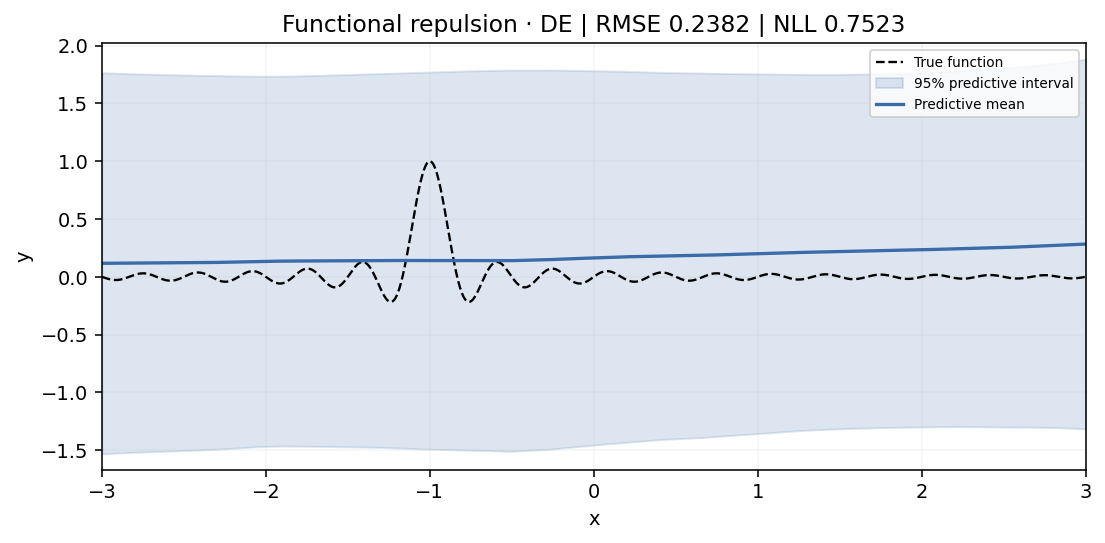 Functional repulsion · DE | RMSE 0.2382 | NLL 0.7523
True function
95% predictive interval
Predictive mean
y
2.0
1.5
1.0
0.5
0.0
−0.5
−1.0
−1.5
−3 −2 −1 0 1 2 3
x